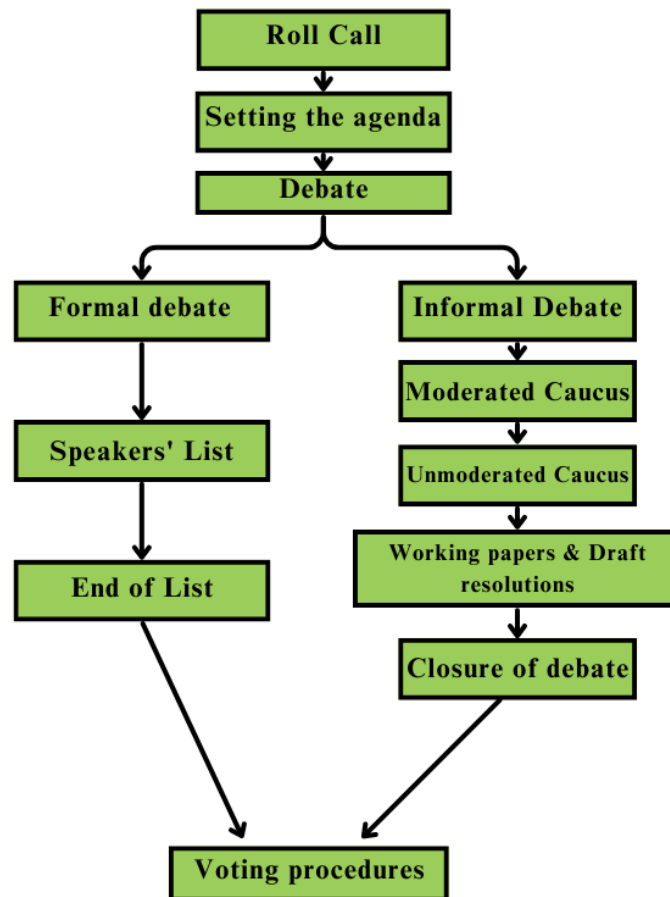 Roll Call
Setting the agenda
Debate
Formal debate
Informal Debate
Moderated Caucus
Speakers' List
Unmoderated Caucus
Working papers & Draft
resolutions
End of List
Closure of debate
Voting procedures